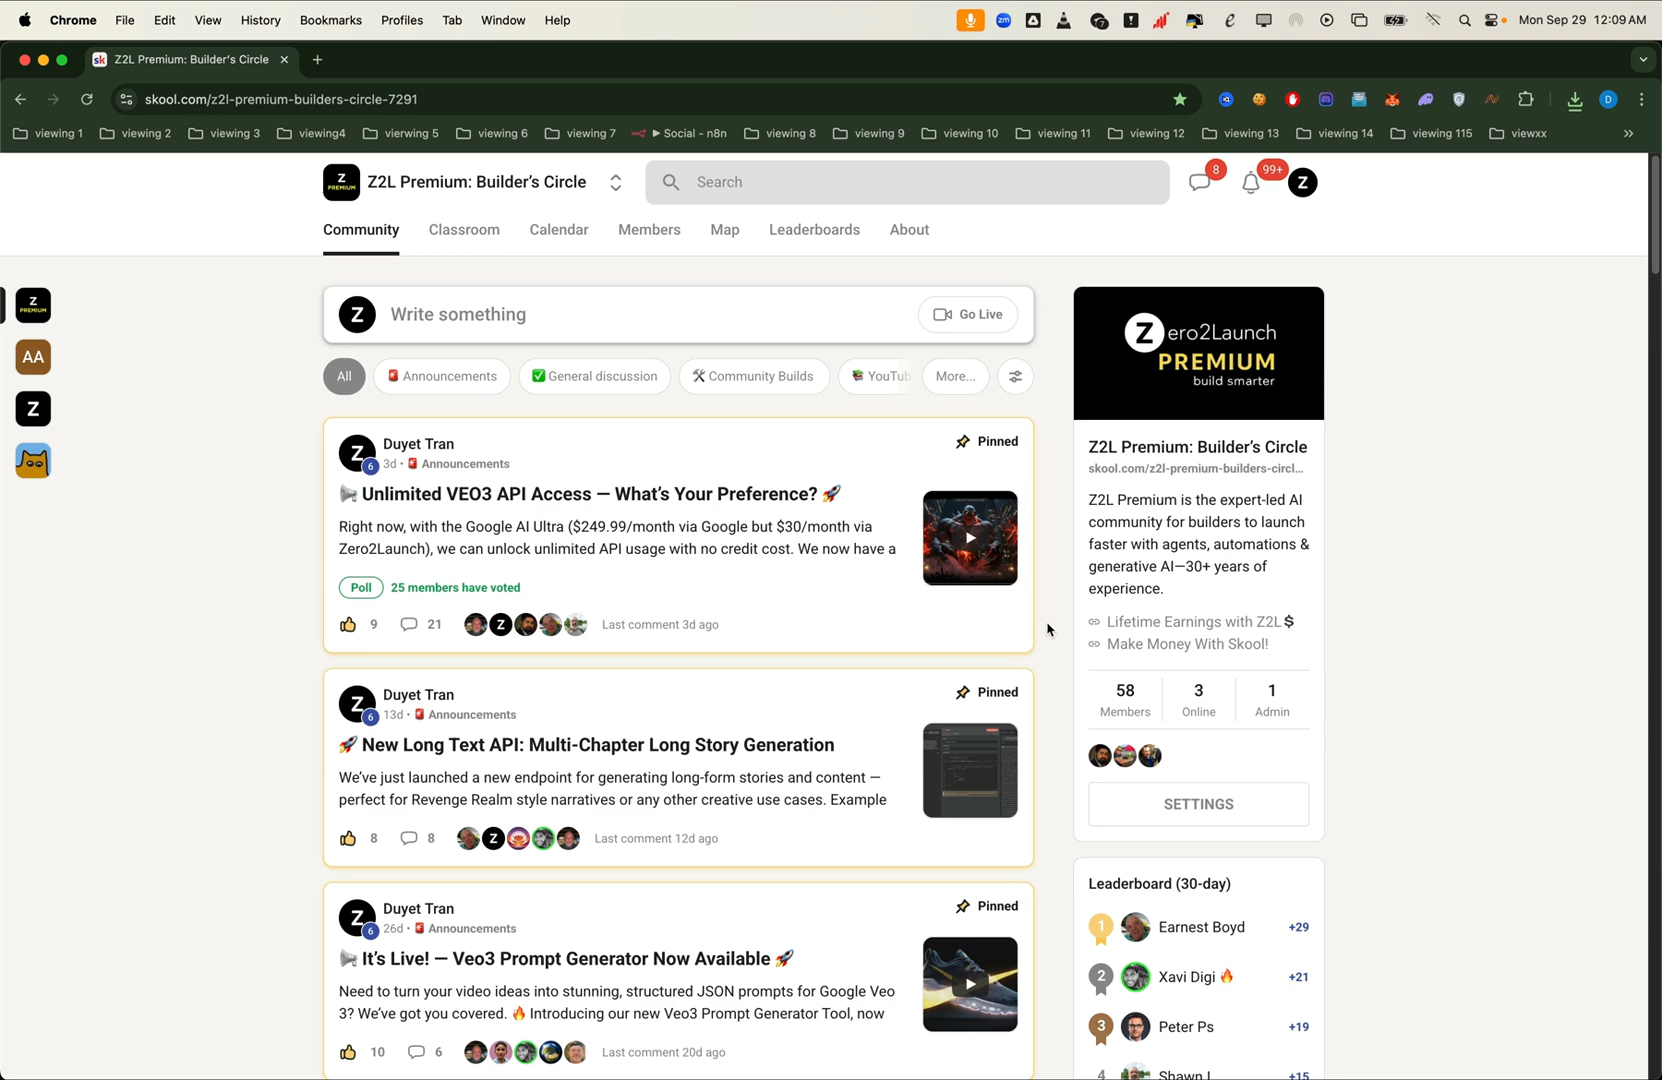 Chrome File Edit View History Bookmarks Profiles Tab Window Help Mon Sep 29 12:09 AM
sk Z2L Premium: Builder's Circle
skool.com/z2l-premium-builders-circle-7291 D
viewing 1 viewing 2 viewing 3 viewing4 vierwing 5 viewing 6 viewing 7 ▶ Social - n8n viewing 8 viewing 9 viewing 10 viewing 11 viewing 12 viewing 13 viewing 14 viewing 115 viewxx »
Z PREMIUM Z2L Premium: Builder's Circle Search 8 99+ Z
Community Classroom Calendar Members Map Leaderboards About
Z PREMIUM
AA
Z
Z Write something Go Live
All 🚨 Announcements ✅ General discussion 🛠 Community Builds 📚 YouTub More...
Z 6 Duyet Tran Pinned
3d • 🚨 Announcements
📢 Unlimited VEO3 API Access — What's Your Preference? 🚀
Right now, with the Google AI Ultra ($249.99/month via Google but $30/month via
Zero2Launch), we can unlock unlimited API usage with no credit cost. We now have a
Poll 25 members have voted
9 21 Z Last comment 3d ago
Z 6 Duyet Tran Pinned
13d • 🚨 Announcements
🚀 New Long Text API: Multi-Chapter Long Story Generation
We've just launched a new endpoint for generating long-form stories and content —
perfect for Revenge Realm style narratives or any other creative use cases. Example
8 8 Z Last comment 12d ago
Z 6 Duyet Tran Pinned
26d • 🚨 Announcements
📢 It's Live! — Veo3 Prompt Generator Now Available 🚀
Need to turn your video ideas into stunning, structured JSON prompts for Google Veo
3? We've got you covered. 🔥 Introducing our new Veo3 Prompt Generator Tool, now
10 6 Last comment 20d ago
Zero2Launch
PREMIUM
build smarter
Z2L Premium: Builder's Circle
skool.com/z2l-premium-builders-circl...
Z2L Premium is the expert-led AI
community for builders to launch
faster with agents, automations &
generative AI—30+ years of
experience.
Lifetime Earnings with Z2L💲
Make Money With Skool!
58 3 1
Members Online Admin
SETTINGS
Leaderboard (30-day)
1 Earnest Boyd +29
2 Xavi Digi 🔥 +21
3 Peter Ps +19
4 Shawn +15